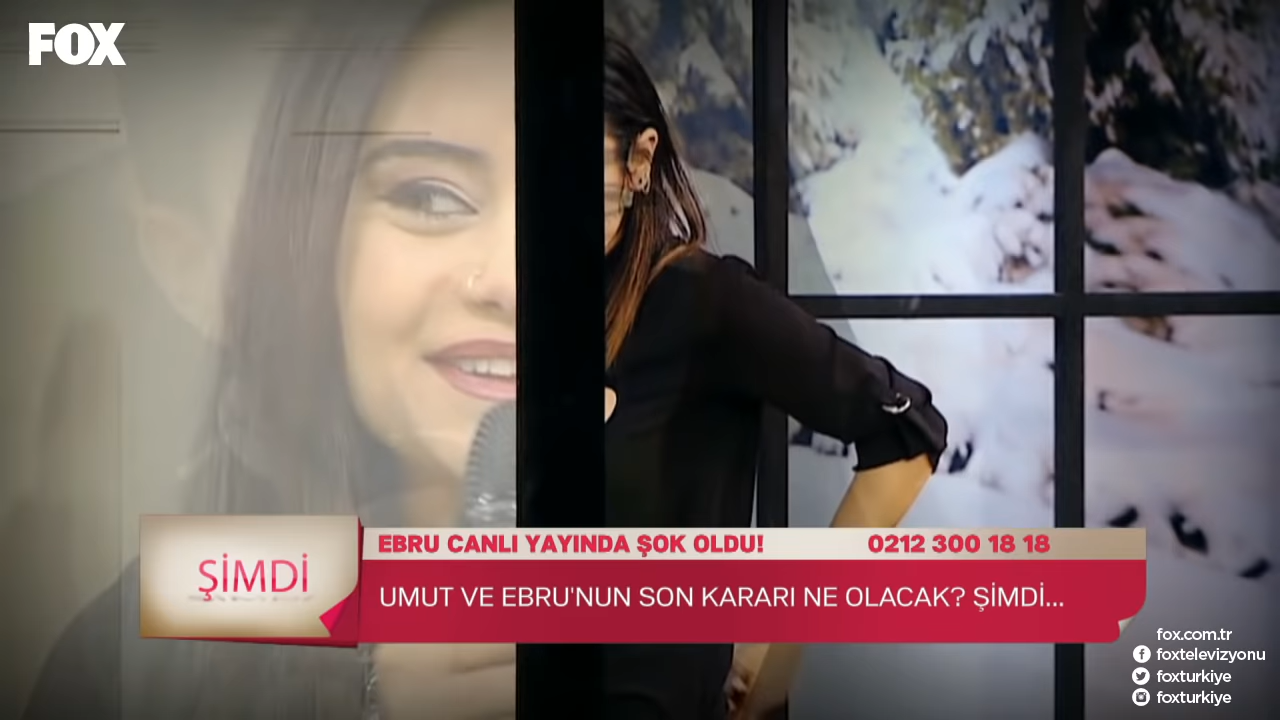 FOX
EBRU CANLI YAYINDA ŞOK OLDU!
0212 300 18 18
ŞİMDİ
UMUT VE EBRU'NUN SON KARARI NE OLACAK? ŞİMDİ...
fox.com.tr
foxtelevizyonu
foxturkiye
foxturkiye